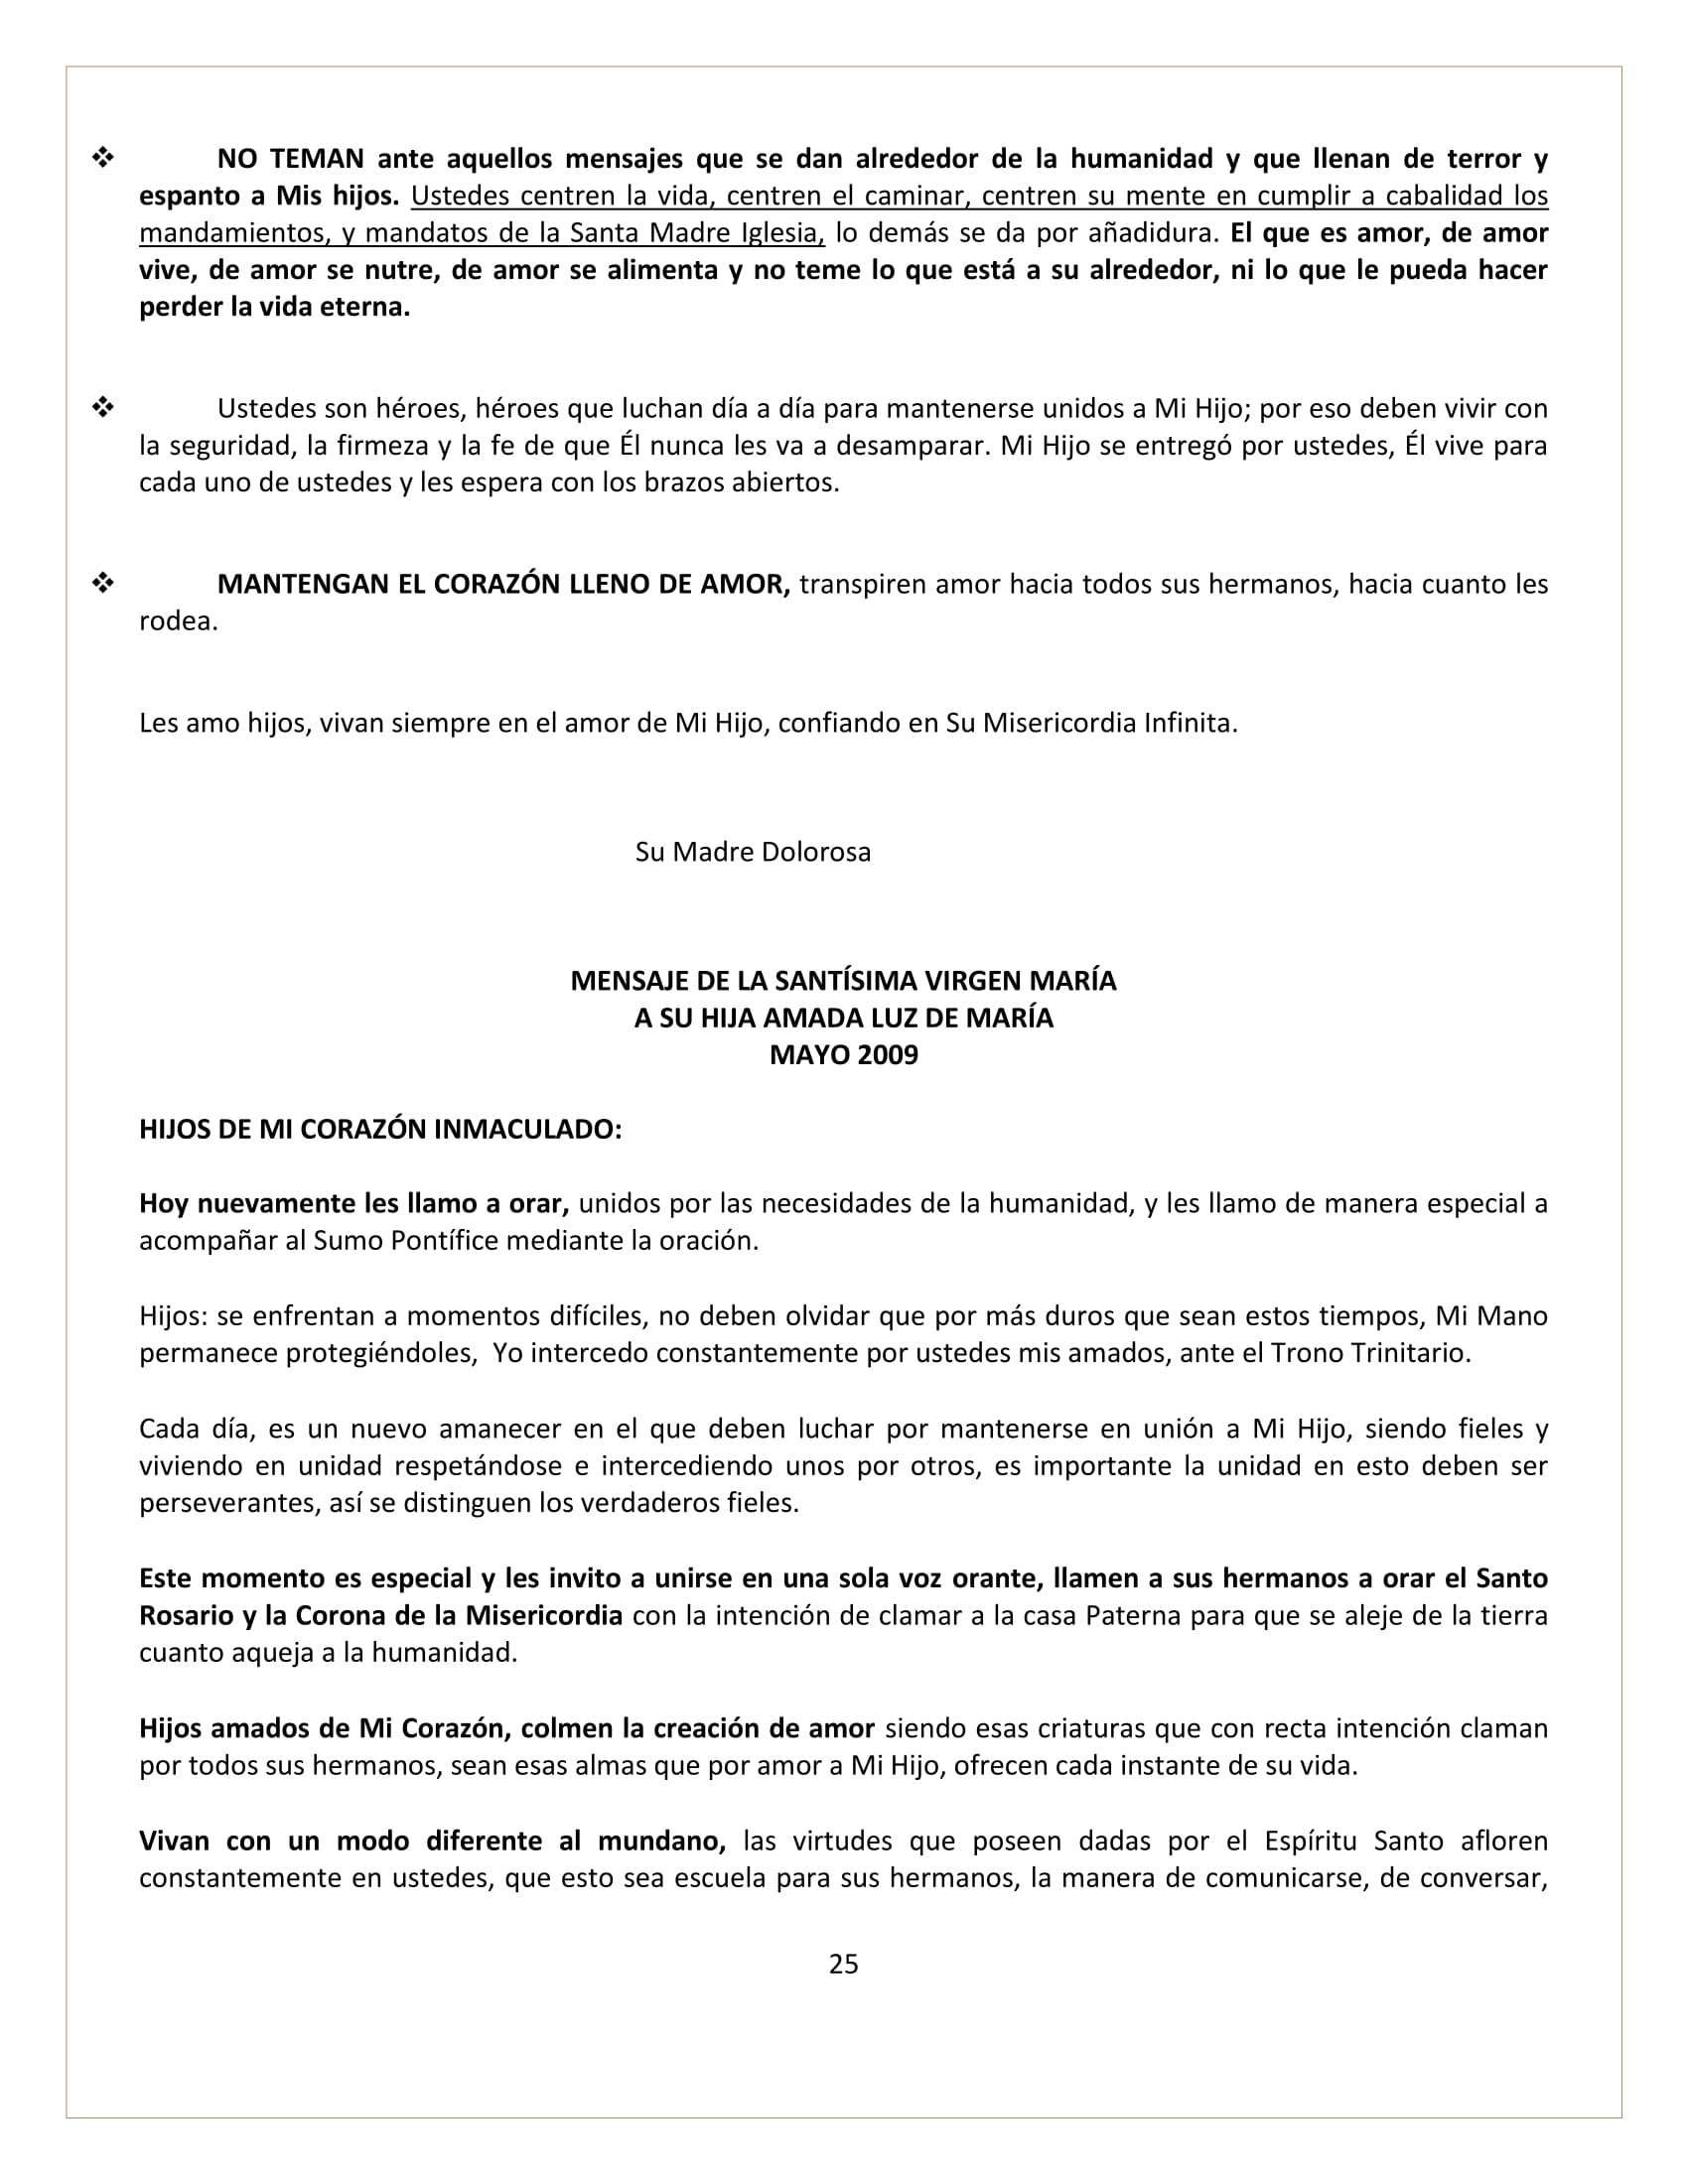 ❖ NO TEMAN ante aquellos mensajes que se dan alrededor de la humanidad y que llenan de terror y
espanto a Mis hijos. Ustedes centren la vida, centren el caminar, centren su mente en cumplir a cabalidad los
mandamientos, y mandatos de la Santa Madre Iglesia, lo demás se da por añadidura. El que es amor, de amor
vive, de amor se nutre, de amor se alimenta y no teme lo que está a su alrededor, ni lo que le pueda hacer
perder la vida eterna.
❖ Ustedes son héroes, héroes que luchan día a día para mantenerse unidos a Mi Hijo; por eso deben vivir con
la seguridad, la firmeza y la fe de que Él nunca les va a desamparar. Mi Hijo se entregó por ustedes, Él vive para
cada uno de ustedes y les espera con los brazos abiertos.
❖ MANTENGAN EL CORAZÓN LLENO DE AMOR, transpiren amor hacia todos sus hermanos, hacia cuanto les
rodea.
Les amo hijos, vivan siempre en el amor de Mi Hijo, confiando en Su Misericordia Infinita.
Su Madre Dolorosa
MENSAJE DE LA SANTÍSIMA VIRGEN MARÍA
A SU HIJA AMADA LUZ DE MARÍA
MAYO 2009
HIJOS DE MI CORAZÓN INMACULADO:
Hoy nuevamente les llamo a orar, unidos por las necesidades de la humanidad, y les llamo de manera especial a
acompañar al Sumo Pontífice mediante la oración.
Hijos: se enfrentan a momentos difíciles, no deben olvidar que por más duros que sean estos tiempos, Mi Mano
permanece protegiéndoles, Yo intercedo constantemente por ustedes mis amados, ante el Trono Trinitario.
Cada día, es un nuevo amanecer en el que deben luchar por mantenerse en unión a Mi Hijo, siendo fieles y
viviendo en unidad respetándose e intercediendo unos por otros, es importante la unidad en esto deben ser
perseverantes, así se distinguen los verdaderos fieles.
Este momento es especial y les invito a unirse en una sola voz orante, llamen a sus hermanos a orar el Santo
Rosario y la Corona de la Misericordia con la intención de clamar a la casa Paterna para que se aleje de la tierra
cuanto aqueja a la humanidad.
Hijos amados de Mi Corazón, colmen la creación de amor siendo esas criaturas que con recta intención claman
por todos sus hermanos, sean esas almas que por amor a Mi Hijo, ofrecen cada instante de su vida.
Vivan con un modo diferente al mundano, las virtudes que poseen dadas por el Espíritu Santo afloren
constantemente en ustedes, que esto sea escuela para sus hermanos, la manera de comunicarse, de conversar,
25